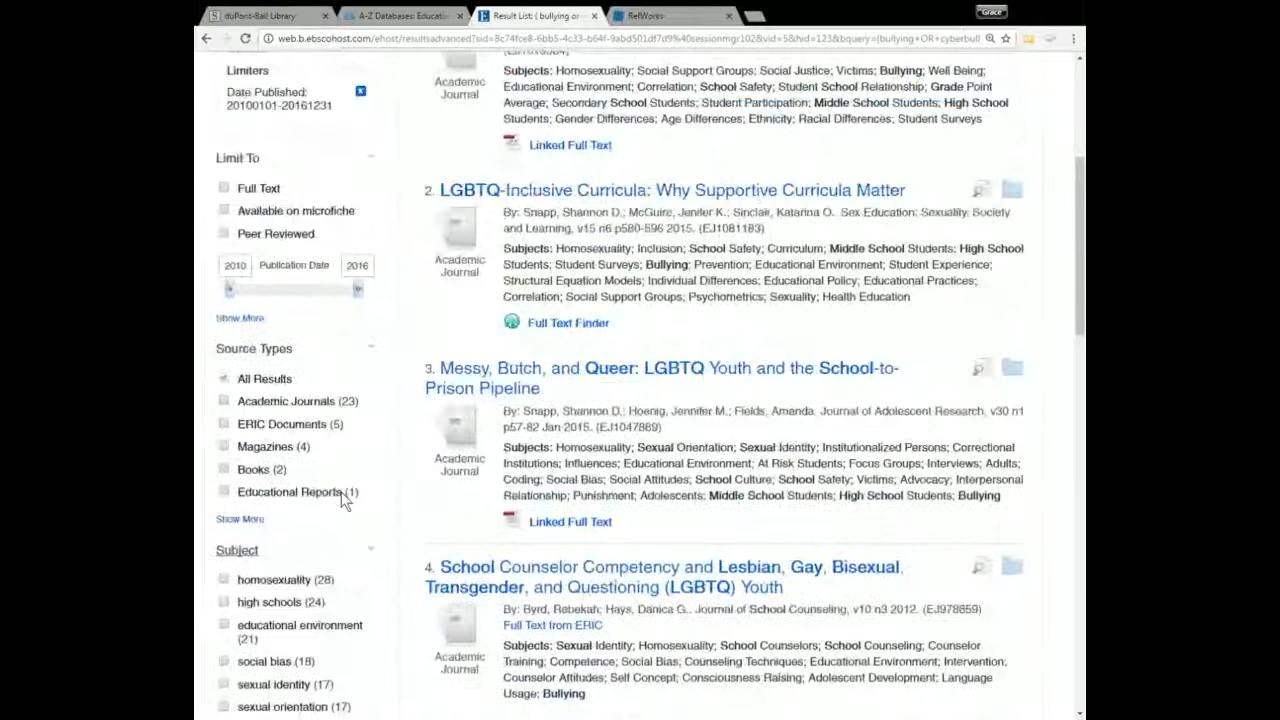 duPont-Ball Library
A-Z Databases: Educatio
Result List: ( bullying or
RefWorks
Grace
web.b.ebscohost.com/ehost/resultsadvanced?sid=8c74fce8-6bb5-4c33-b64f-9abd501df7d9%40sessionmgr102&vid=5&hid=123&bquery=(bullying+OR+cyberbull
Limiters
Date Published:
20100101-20161231
Limit To
Full Text
Available on microfiche
Peer Reviewed
2010 Publication Date 2016
Show More
Source Types
All Results
Academic Journals (23)
ERIC Documents (5)
Magazines (4)
Books (2)
Educational Reports (1)
Show More
Subject
homosexuality (28)
high schools (24)
educational environment
(21)
social bias (18)
sexual identity (17)
sexual orientation (17)
Academic
Journal
Subjects: Homosexuality; Social Support Groups; Social Justice; Victims; Bullying; Well Being;
Educational Environment; Correlation; School Safety; Student School Relationship; Grade Point
Average; Secondary School Students; Student Participation; Middle School Students; High School
Students; Gender Differences; Age Differences; Ethnicity; Racial Differences; Student Surveys
Linked Full Text
2. LGBTQ-Inclusive Curricula: Why Supportive Curricula Matter
Academic
Journal
By: Snapp, Shannon D.; McGuire, Jenifer K.; Sinclair, Katarina O.. Sex Education: Sexuality, Society
and Learning, v15 n6 p580-596 2015. (EJ1081183)
Subjects: Homosexuality; Inclusion; School Safety; Curriculum; Middle School Students; High School
Students; Student Surveys; Bullying; Prevention; Educational Environment; Student Experience;
Structural Equation Models; Individual Differences; Educational Policy; Educational Practices;
Correlation; Social Support Groups; Psychometrics; Sexuality; Health Education
Full Text Finder
3. Messy, Butch, and Queer: LGBTQ Youth and the School-to-
Prison Pipeline
Academic
Journal
By: Snapp, Shannon D.; Hoenig, Jennifer M.; Fields, Amanda. Journal of Adolescent Research, v30 n1
p57-82 Jan 2015. (EJ1047889)
Subjects: Homosexuality; Sexual Orientation; Sexual Identity; Institutionalized Persons; Correctional
Institutions; Influences; Educational Environment; At Risk Students; Focus Groups; Interviews; Adults;
Coding; Social Bias; Social Attitudes; School Culture; School Safety; Victims; Advocacy; Interpersonal
Relationship; Punishment; Adolescents; Middle School Students; High School Students; Bullying
Linked Full Text
4. School Counselor Competency and Lesbian, Gay, Bisexual,
Transgender, and Questioning (LGBTQ) Youth
Academic
Journal
By: Byrd, Rebekah; Hays, Danica G.. Journal of School Counseling, v10 n3 2012. (EJ978659)
Full Text from ERIC
Subjects: Sexual Identity; Homosexuality; School Counselors; School Counseling; Counselor
Training; Competence; Social Bias; Counseling Techniques; Educational Environment; Intervention;
Counselor Attitudes; Self Concept; Consciousness Raising; Adolescent Development; Language
Usage; Bullying